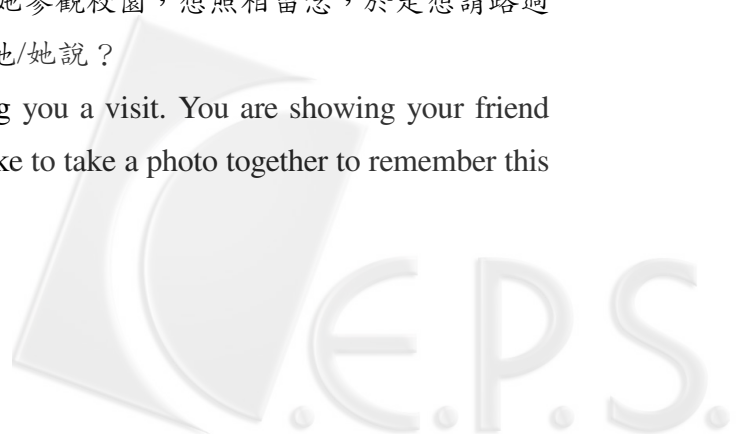 她參觀校園，想照相留念，於是想請路過
他/她說？
g you a visit. You are showing your friend
ke to take a photo together to remember this
C.E.P.S.